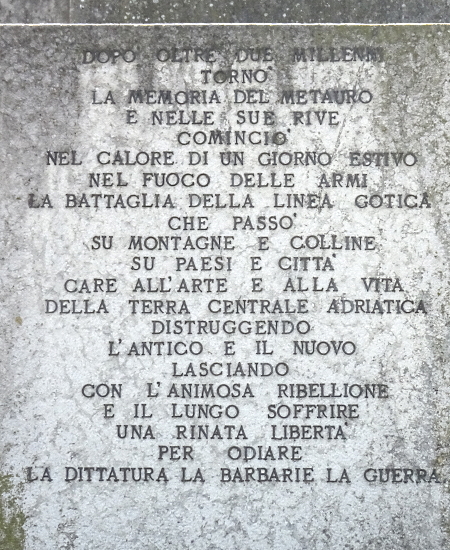 DOPO OLTRE DUE MILLENNI
TORNO'
LA MEMORIA DEL METAURO
E NELLE SUE RIVE
COMINCIO'
NEL CALORE DI UN GIORNO ESTIVO
NEL FUOCO DELLE ARMI
LA BATTAGLIA DELLA LINEA GOTICA
CHE PASSO'
SU MONTAGNE E COLLINE
SU PAESI E CITTA'
CARE ALL'ARTE E ALLA VITA
DELLA TERRA CENTRALE ADRIATICA
DISTRUGGENDO
L'ANTICO E IL NUOVO
LASCIANDO
CON L'ANIMOSA RIBELLIONE
E IL LUNGO SOFFRIRE
UNA RINATA LIBERTA'
PER ODIARE
LA DITTATURA LA BARBARIE LA GUERRA